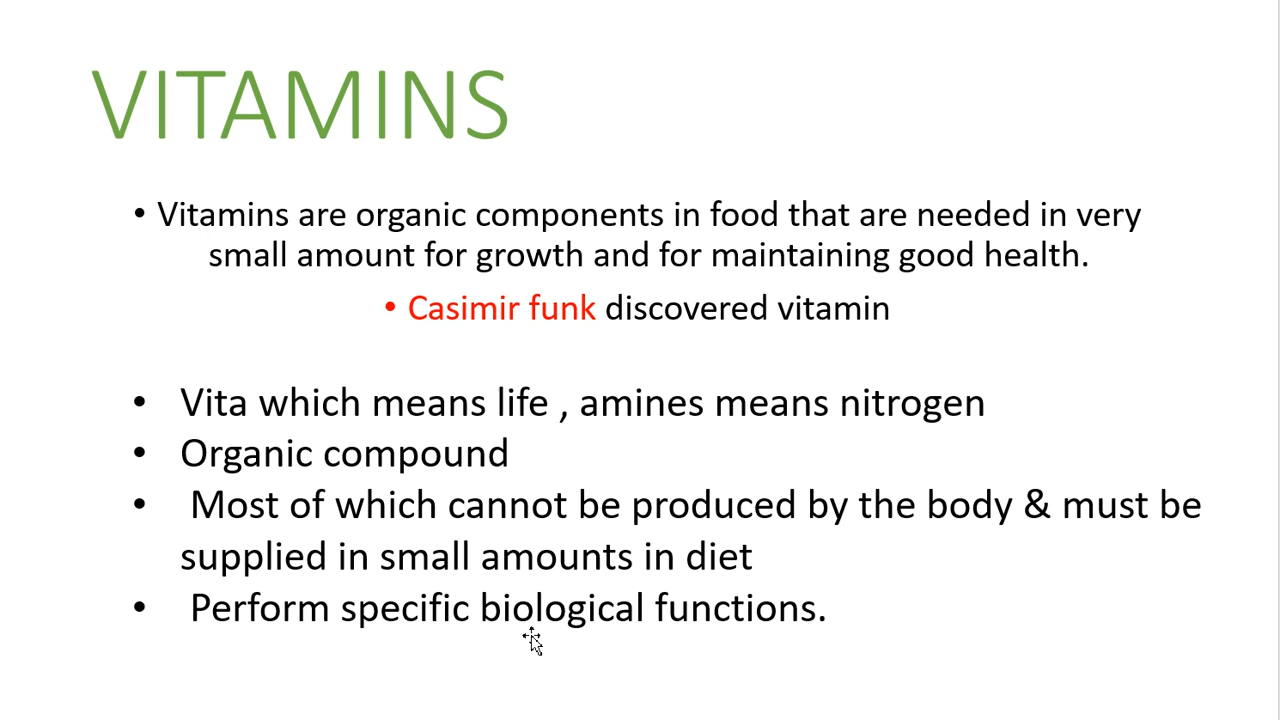 VITAMINS
• Vitamins are organic components in food that are needed in very
small amount for growth and for maintaining good health.
• Casimir funk discovered vitamin
• Vita which means life , amines means nitrogen
• Organic compound
• Most of which cannot be produced by the body & must be
supplied in small amounts in diet
• Perform specific biological functions.